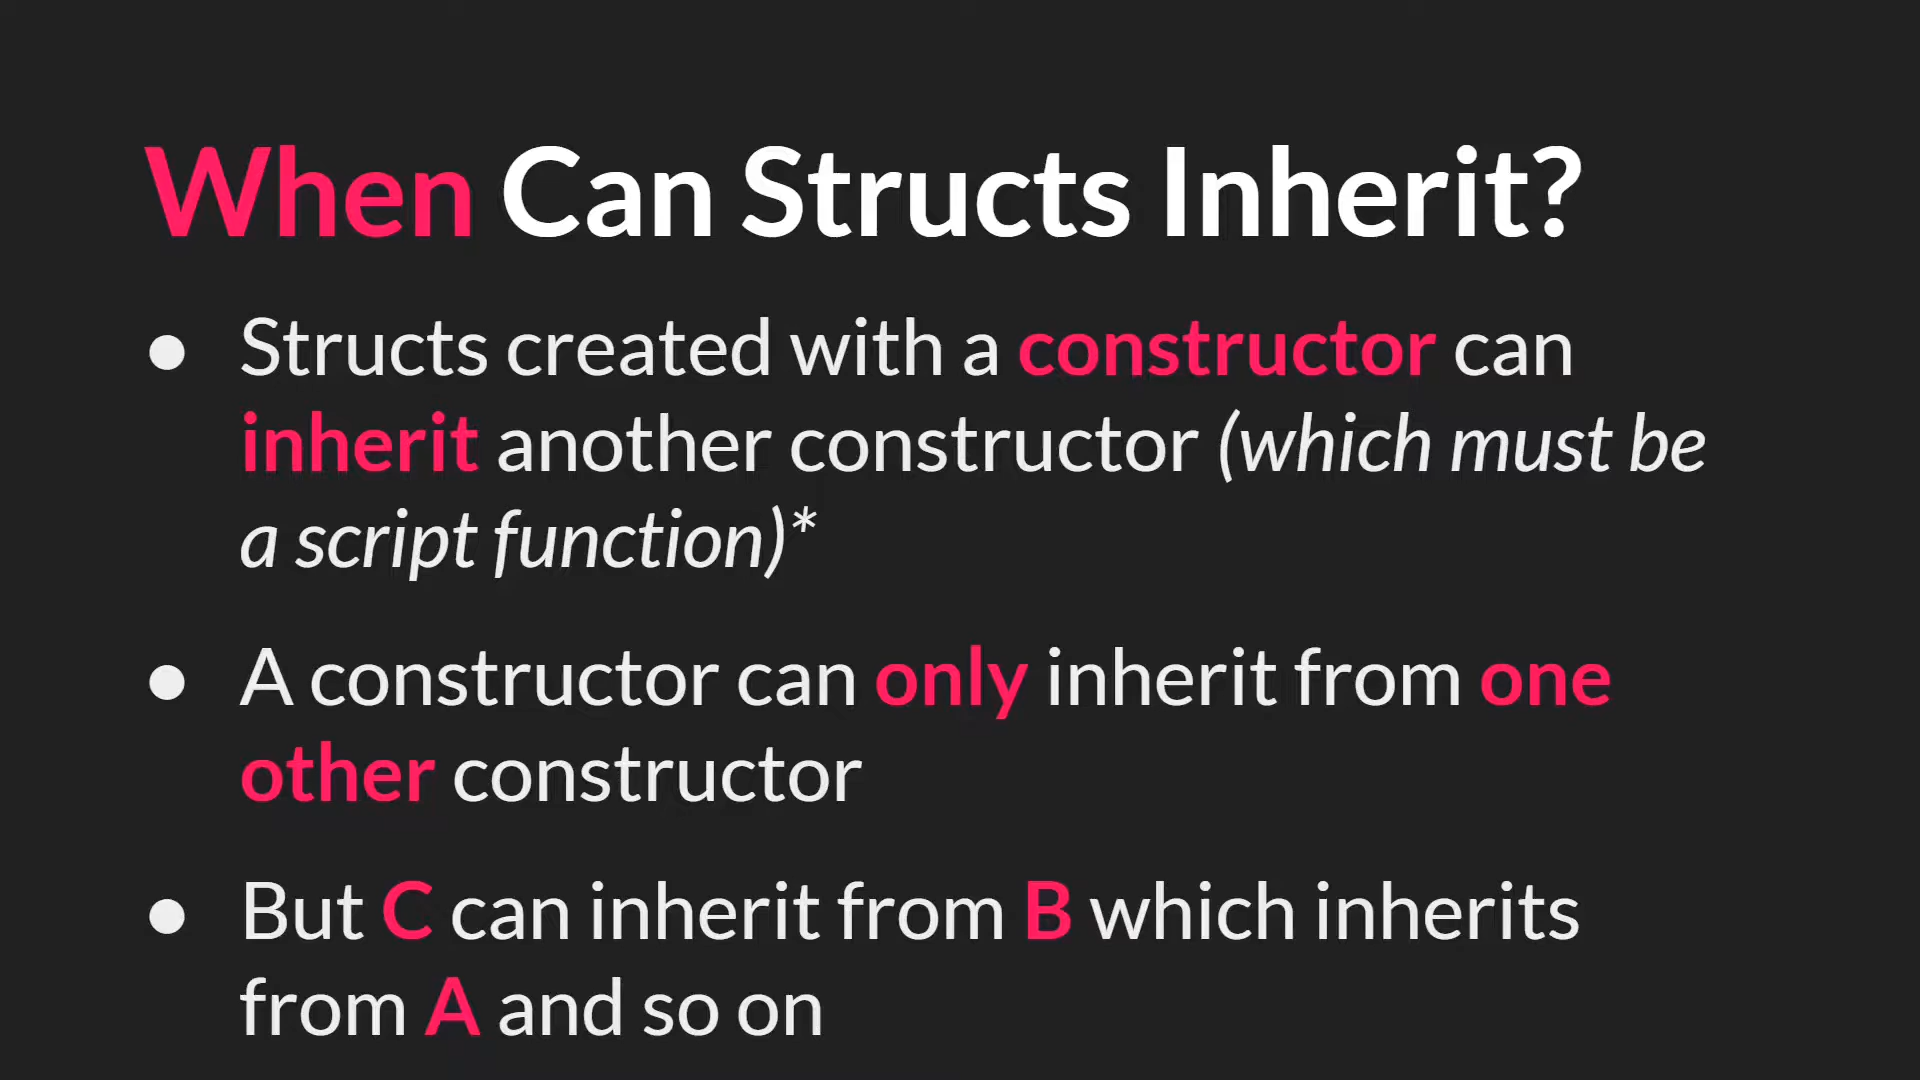 When Can Structs Inherit?
● Structs created with a constructor can
inherit another constructor (which must be
a script function)*
● A constructor can only inherit from one
other constructor
● But C can inherit from B which inherits
from A and so on